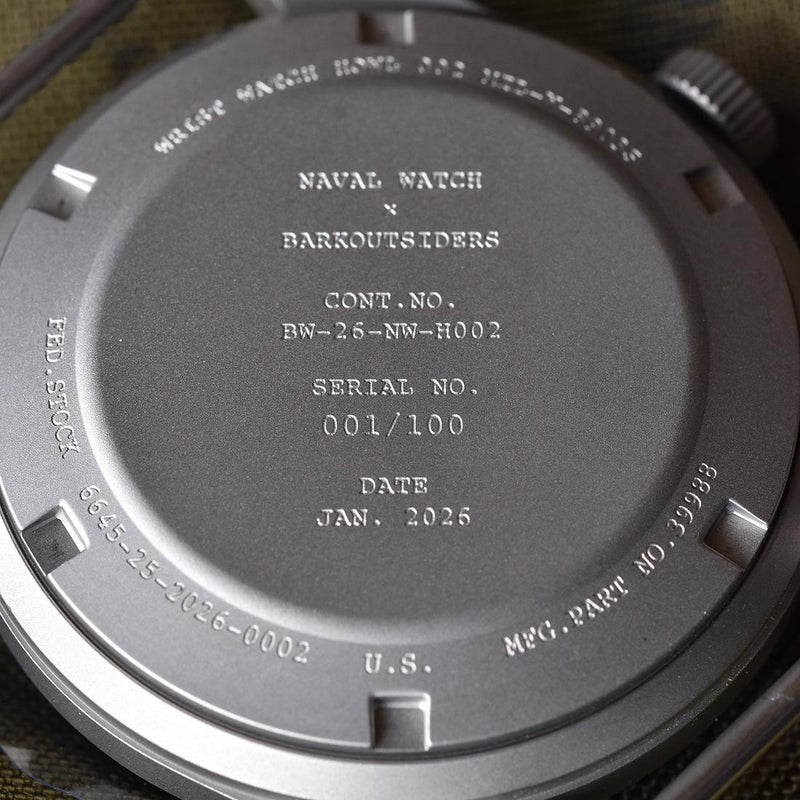 WRIST WATCH HOWL 002
NAVAL WATCH
×
BARKOUTSIDERS
CONT.NO.
BW-26-NW-H002
SERIAL NO.
001/100
DATE
JAN. 2026
FED.STOCK
6645-25-2026-0002
U.S.
MFG.PART NO.39988